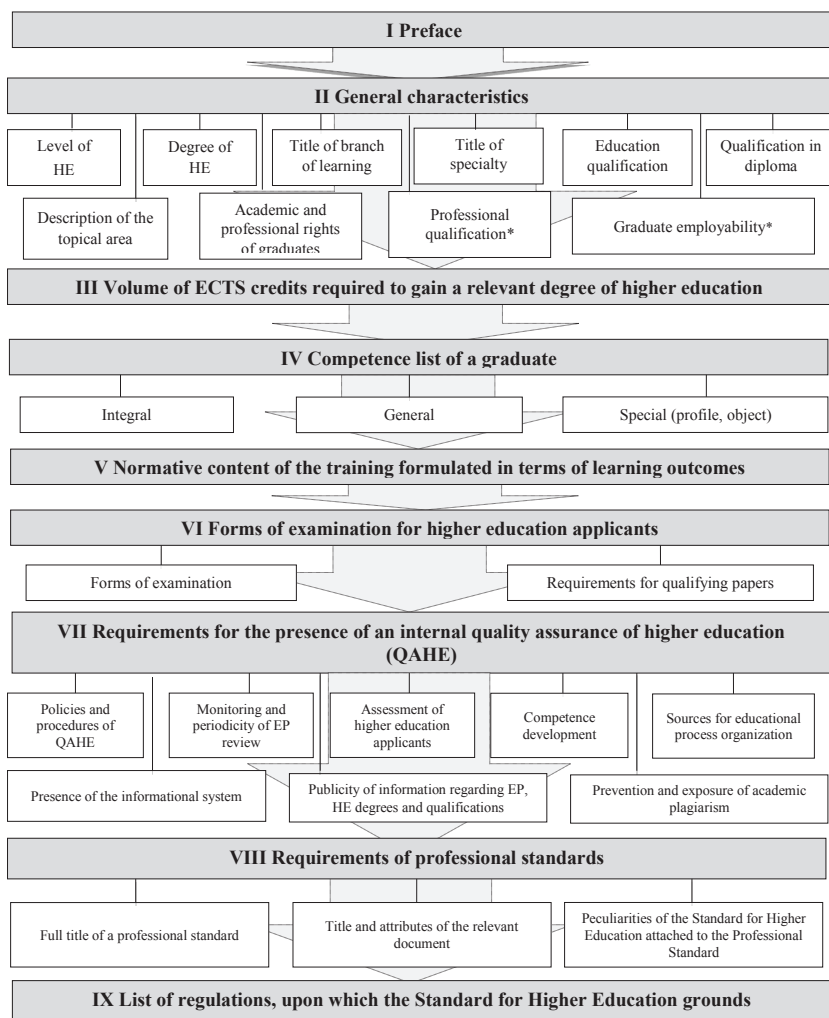 I Preface
II General characteristics
Level of
HE
Degree of
HE
Title of branch
of learning
Title of
specialty
Education
qualification
Qualification in
diploma
Description of the
topical area
Academic and
professional rights
of graduates
Professional
qualification*
Graduate employability*
III Volume of ECTS credits required to gain a relevant degree of higher education
IV Competence list of a graduate
Integral
General
Special (profile, object)
V Normative content of the training formulated in terms of learning outcomes
VI Forms of examination for higher education applicants
Forms of examination
Requirements for qualifying papers
VII Requirements for the presence of an internal quality assurance of higher education
(QAHE)
Policies and
procedures of
QAHE
Monitoring and
periodicity of EP
review
Assessment of
higher education
applicants
Competence
development
Sources for educational
process organization
Presence of the informational system
Publicity of information regarding EP,
HE degrees and qualifications
Prevention and exposure of academic
plagiarism
VIII Requirements of professional standards
Full title of a professional standard
Title and attributes of the relevant
document
Peculiarities of the Standard for Higher
Education attached to the Professional
Standard
IX List of regulations, upon which the Standard for Higher Education grounds